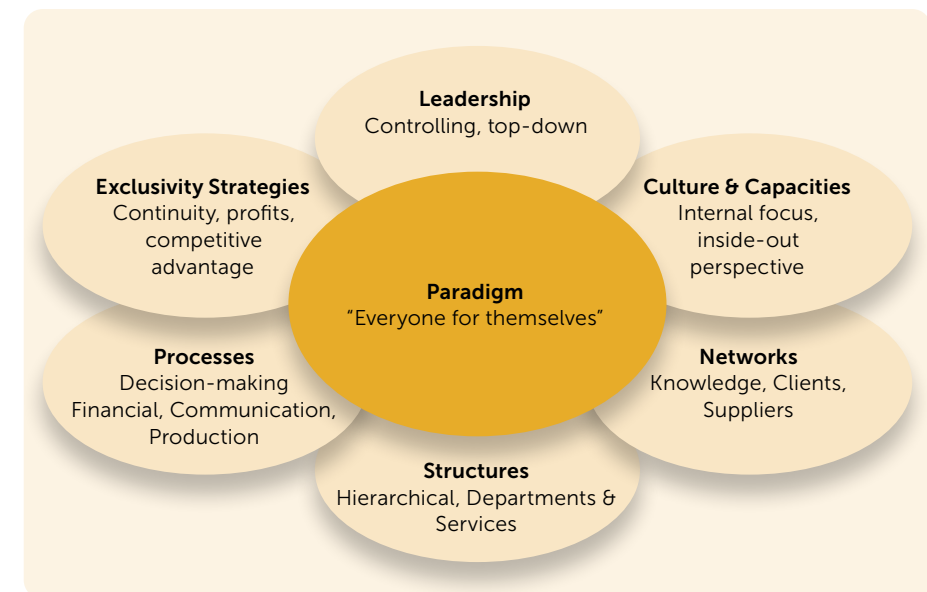 Leadership
Controlling, top-down
Exclusivity Strategies
Continuity, profits,
competitive
advantage
Culture & Capacities
Internal focus,
inside-out
perspective
Paradigm
“Everyone for themselves”
Processes
Decision-making
Financial, Communication,
Production
Networks
Knowledge, Clients,
Suppliers
Structures
Hierarchical, Departments &
Services